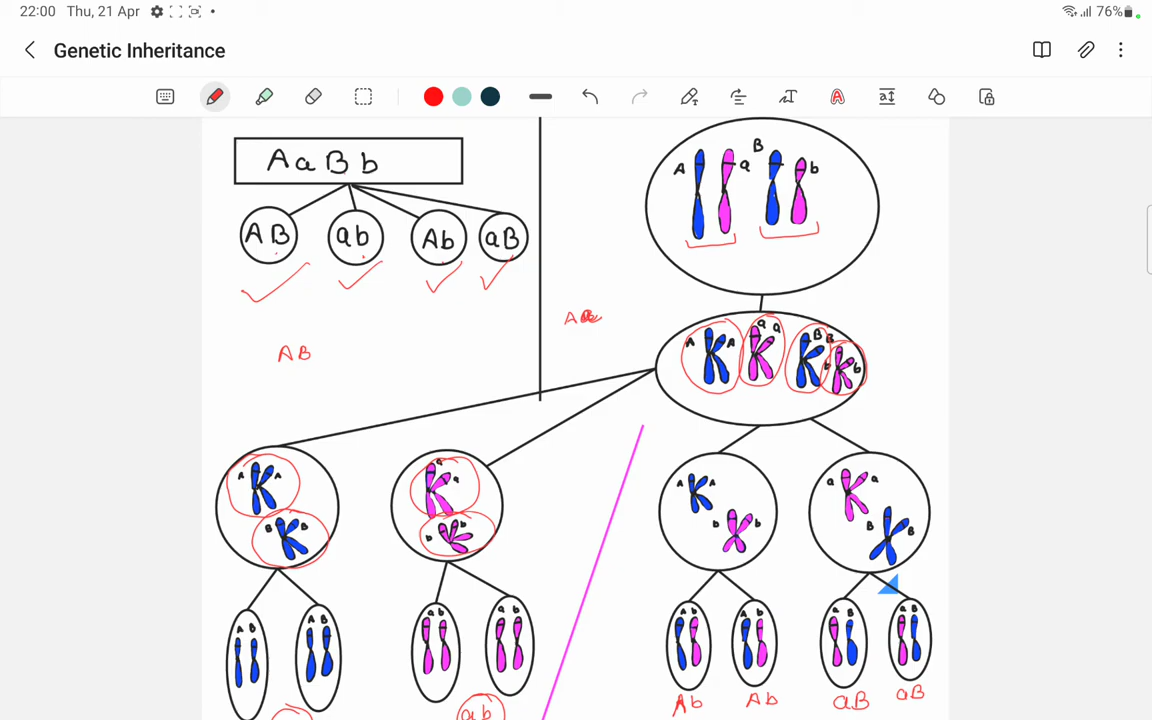 22:00 Thu, 21 Apr
76%
Genetic Inheritance
AaBb
AB ab Ab aB
A a B b
A
AB
A A a a B B b b
A A
B B
a a
b b
A A
b b
a a
B B
A B A B a b a b A b A b a B a B
ab
Ab Ab aB aB